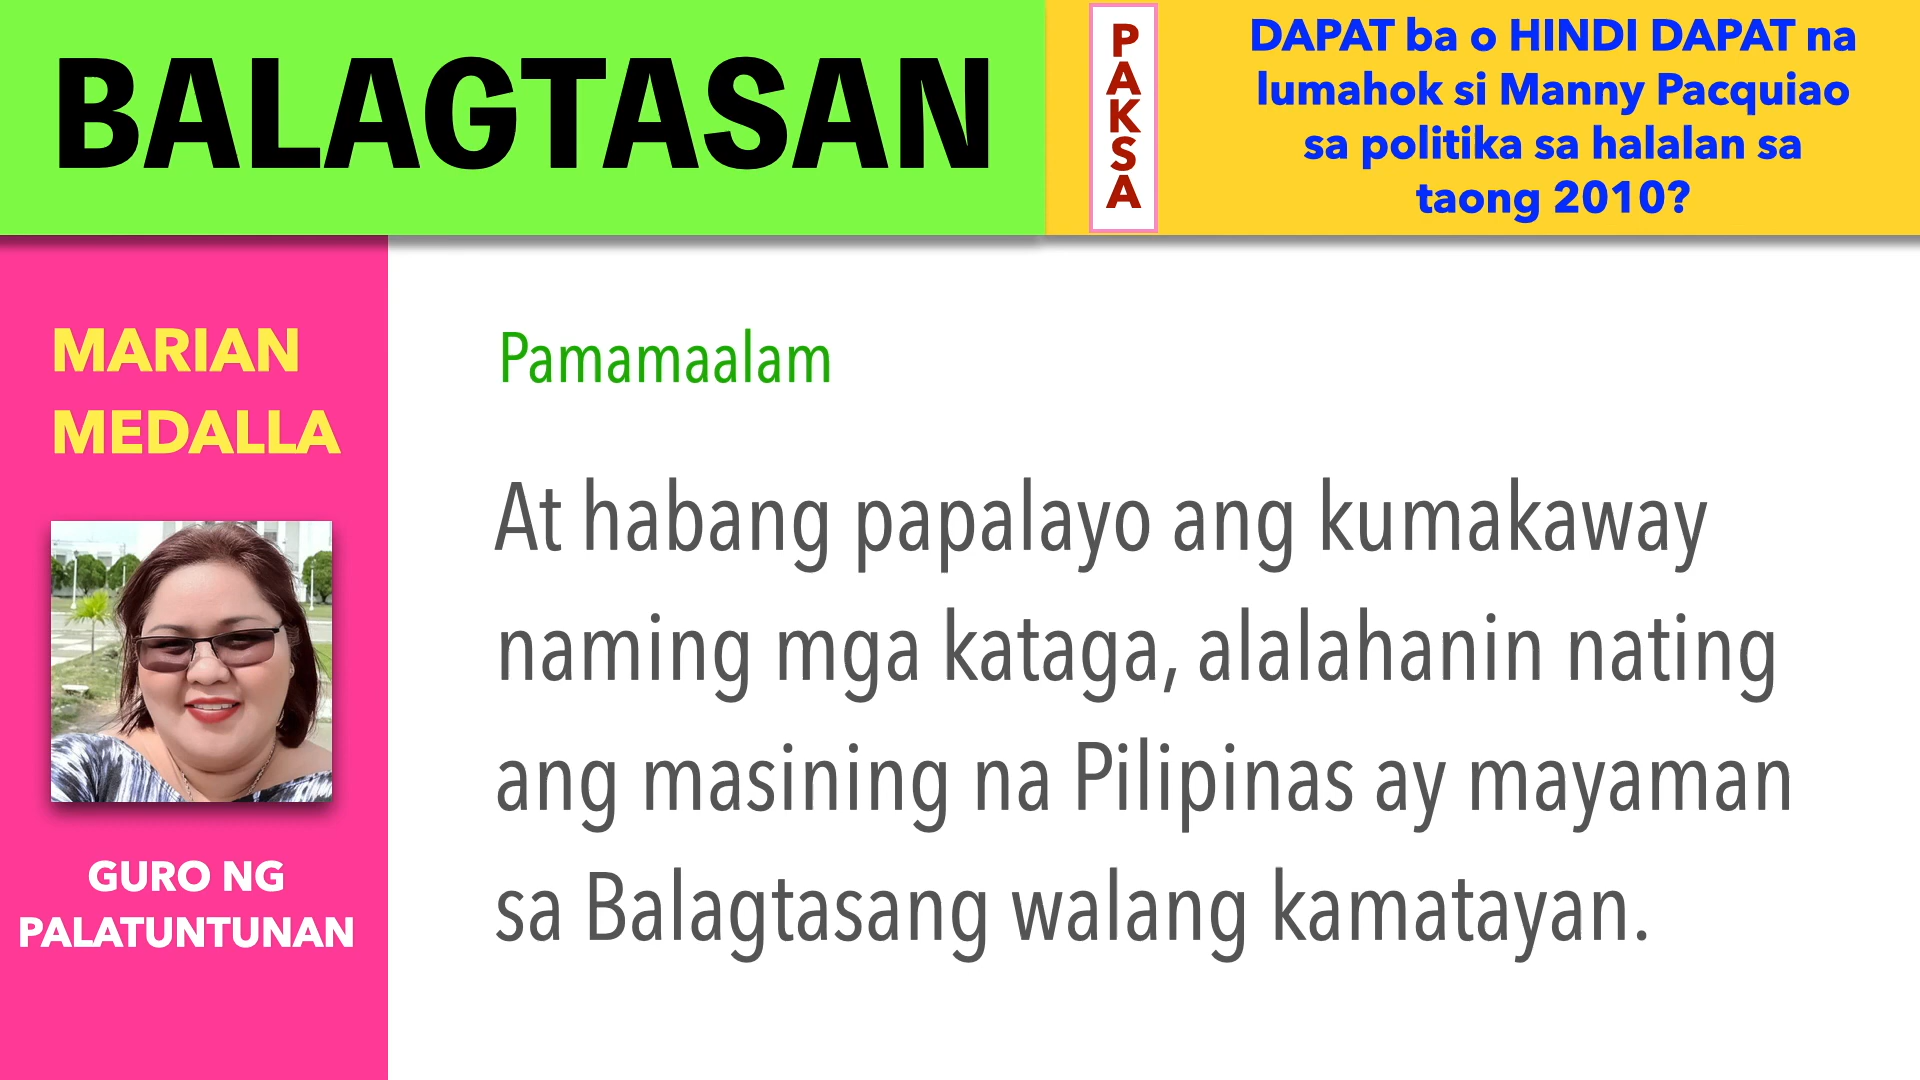 BALAGTASAN
PAKSA
DAPAT ba o HINDI DAPAT na
lumahok si Manny Pacquiao
sa politika sa halalan sa
taong 2010?
MARIAN
MEDALLA
GURO NG
PALATUNTUNAN
Pamamaalam
At habang papalayo ang kumakaway
naming mga kataga, alalahanin nating
ang masining na Pilipinas ay mayaman
sa Balagtasang walang kamatayan.